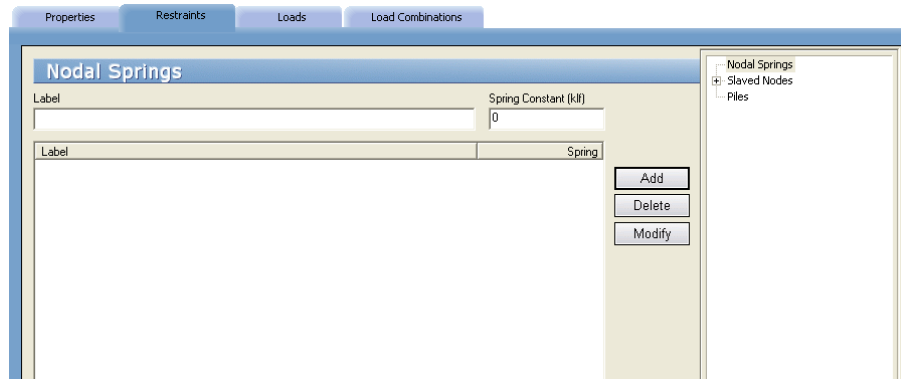 Properties
Restraints
Loads
Load Combinations
Nodal Springs
Label
Spring Constant (klf)
0
Label
Spring
Add
Delete
Modify
Nodal Springs
Slaved Nodes
Piles